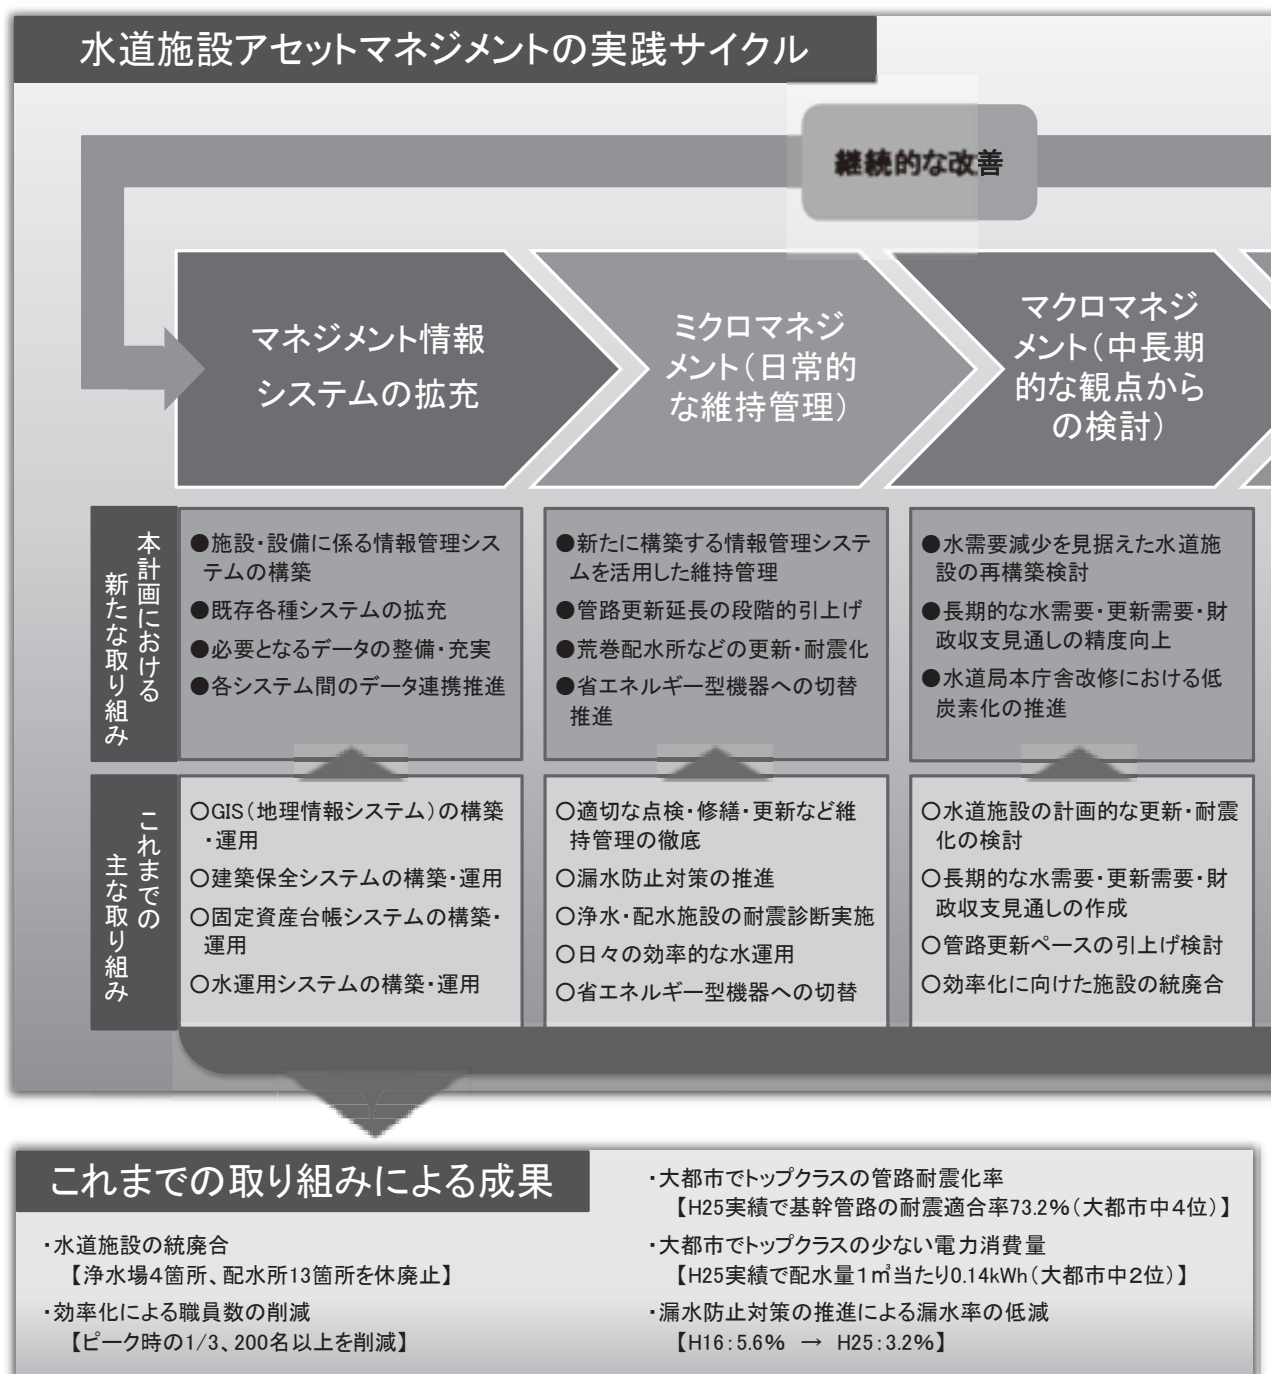 水道施設アセットマネジメントの実践サイクル
継続的な改善
マネジメント情報
システムの拡充
ミクロマネジ
メント（日常的
な維持管理）
マクロマネジ
メント（中長期
的な観点から
の検討）
本計画における
新たな取り組み
●施設・設備に係る情報管理シス
テムの構築
●既存各種システムの拡充
●必要となるデータの整備・充実
●各システム間のデータ連携推進
●新たに構築する情報管理システ
ムを活用した維持管理
●管路更新延長の段階的引上げ
●荒巻配水所などの更新・耐震化
●省エネルギー型機器への切替
推進
●水需要減少を見据えた水道施
設の再構築検討
●長期的な水需要・更新需要・財
政収支見通しの精度向上
●水道局本庁舎改修における低
炭素化の推進
これまでの
主な取り組み
○GIS（地理情報システム）の構築
・運用
○建築保全システムの構築・運用
○固定資産台帳システムの構築・
運用
○水運用システムの構築・運用
○適切な点検・修繕・更新など維
持管理の徹底
○漏水防止対策の推進
○浄水・配水施設の耐震診断実施
○日々の効率的な水運用
○省エネルギー型機器への切替
○水道施設の計画的な更新・耐震
化の検討
○長期的な水需要・更新需要・財
政収支見通しの作成
○管路更新ペースの引上げ検討
○効率化に向けた施設の統廃合
これまでの取り組みによる成果
・水道施設の統廃合
【浄水場４箇所、配水所13箇所を休廃止】
・効率化による職員数の削減
【ピーク時の1/3、200名以上を削減】
・大都市でトップクラスの管路耐震化率
【H25実績で基幹管路の耐震適合率73.2%（大都市中４位）】
・大都市でトップクラスの少ない電力消費量
【H25実績で配水量１㎥当たり0.14kWh（大都市中２位）】
・漏水防止対策の推進による漏水率の低減
【H16：5.6% → H25：3.2%】